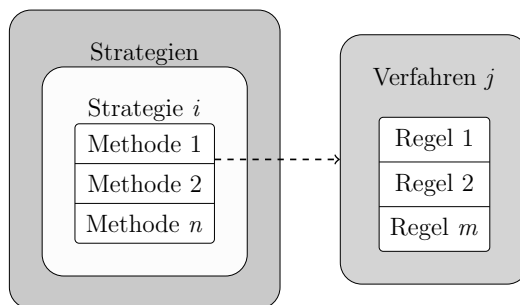 Strategien
Strategie i
Methode 1
Methode 2
Methode n
Verfahren j
Regel 1
Regel 2
Regel m